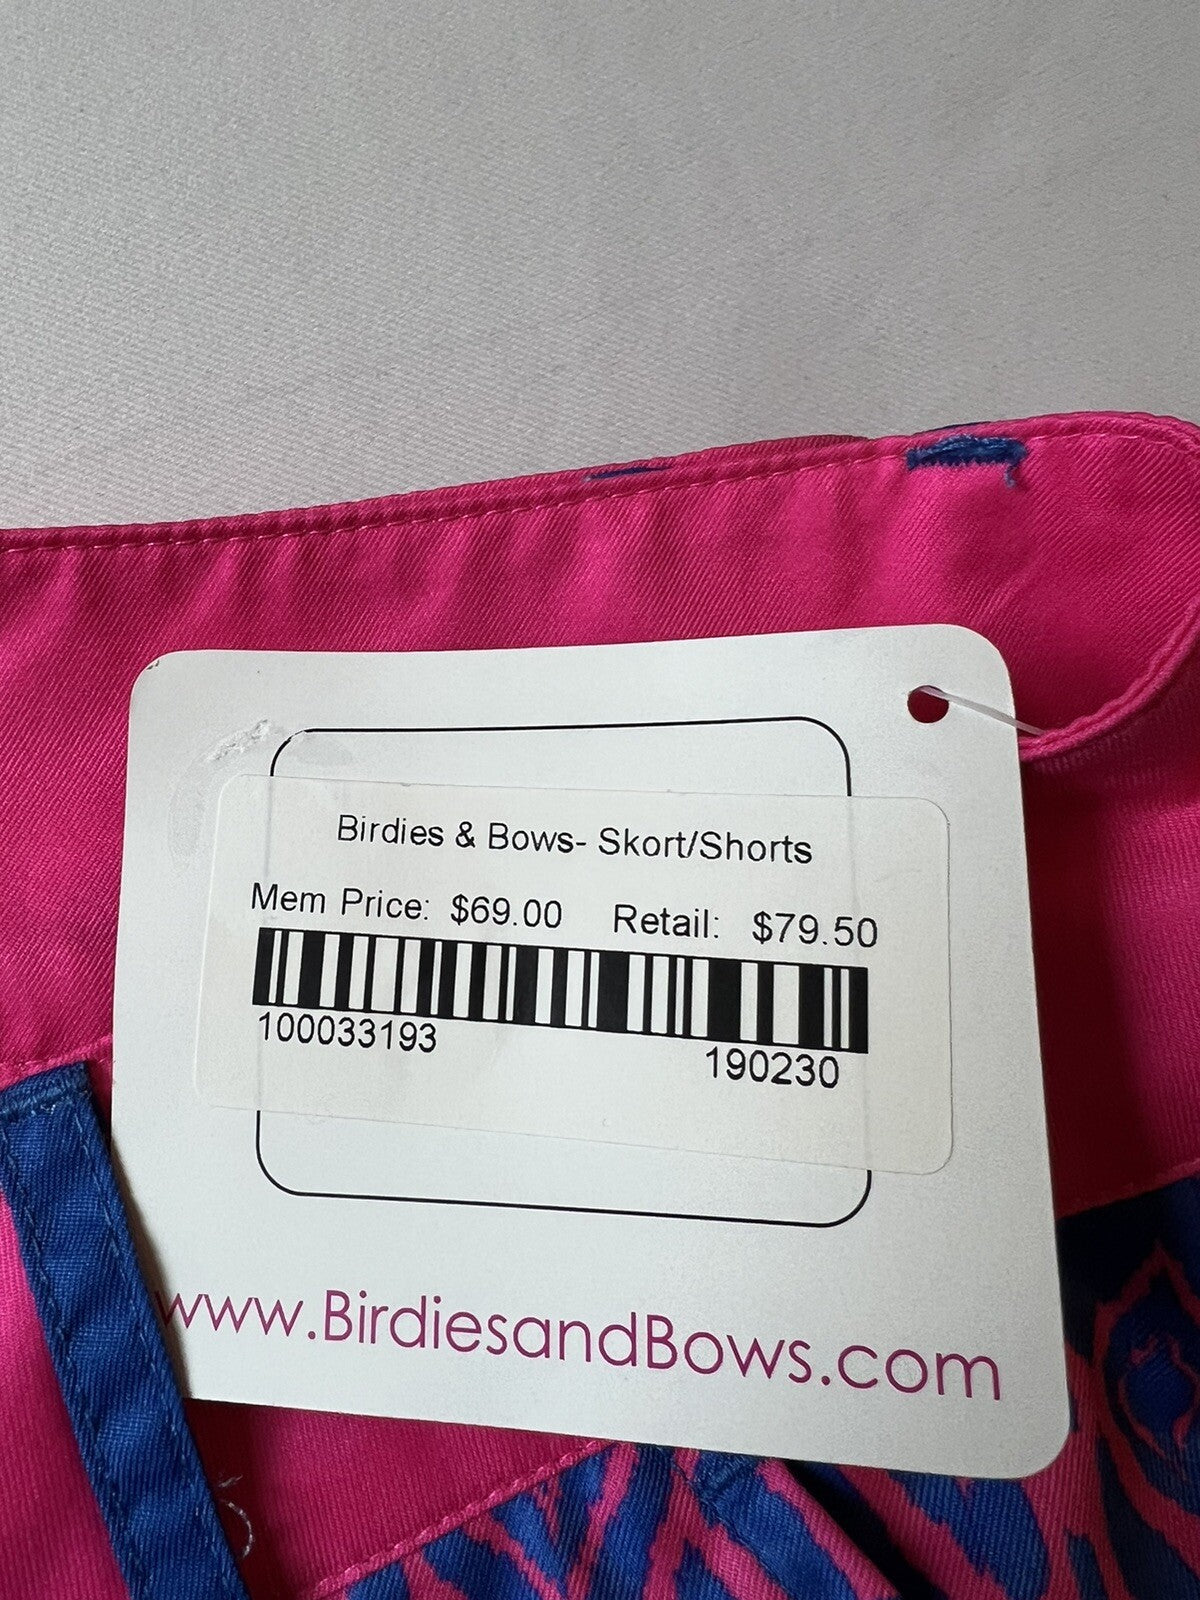 Birdies & Bows- Skort/Shorts
Mem Price: $69.00 Retail: $79.50
100033193
190230
www.BirdiesandBows.com